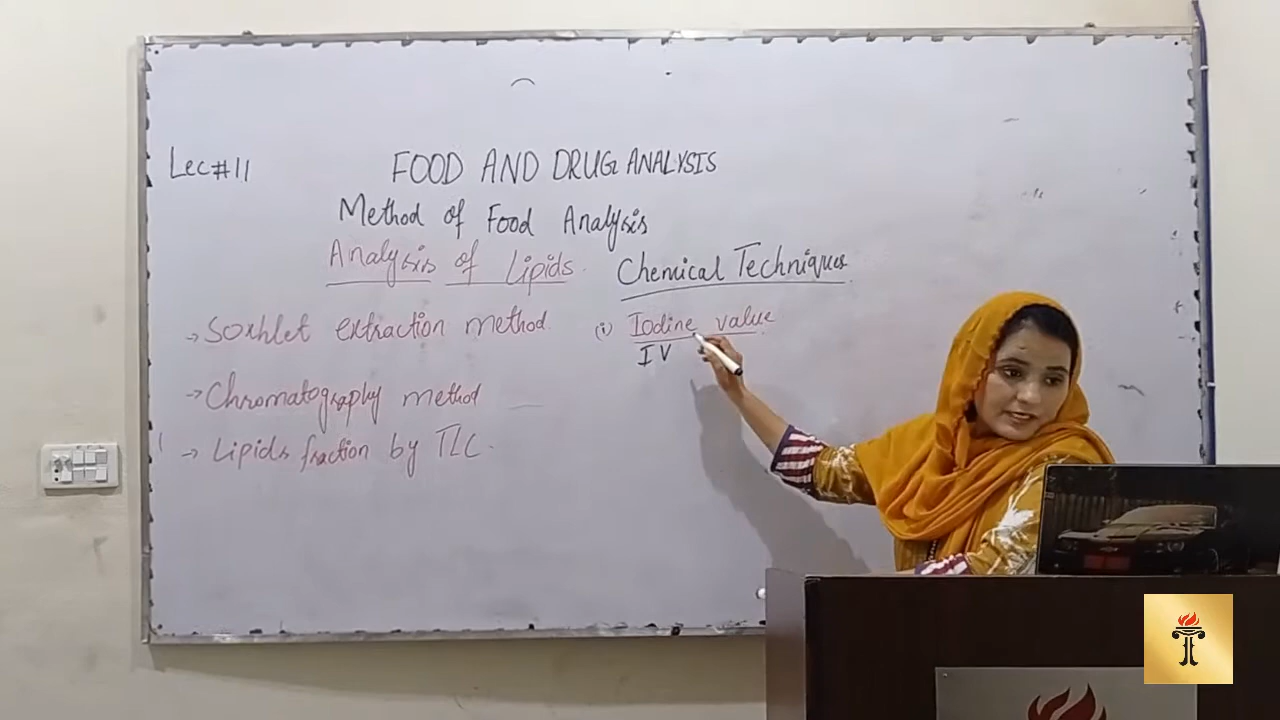 Lec#11
FOOD AND DRUG ANALYSIS
Method of Food Analysis
Analysis of Lipids.
→ Soxhlet extraction method
→ Chromatography method
→ Lipids fraction by TLC.
Chemical Techniques
(i) Iodine value
IV